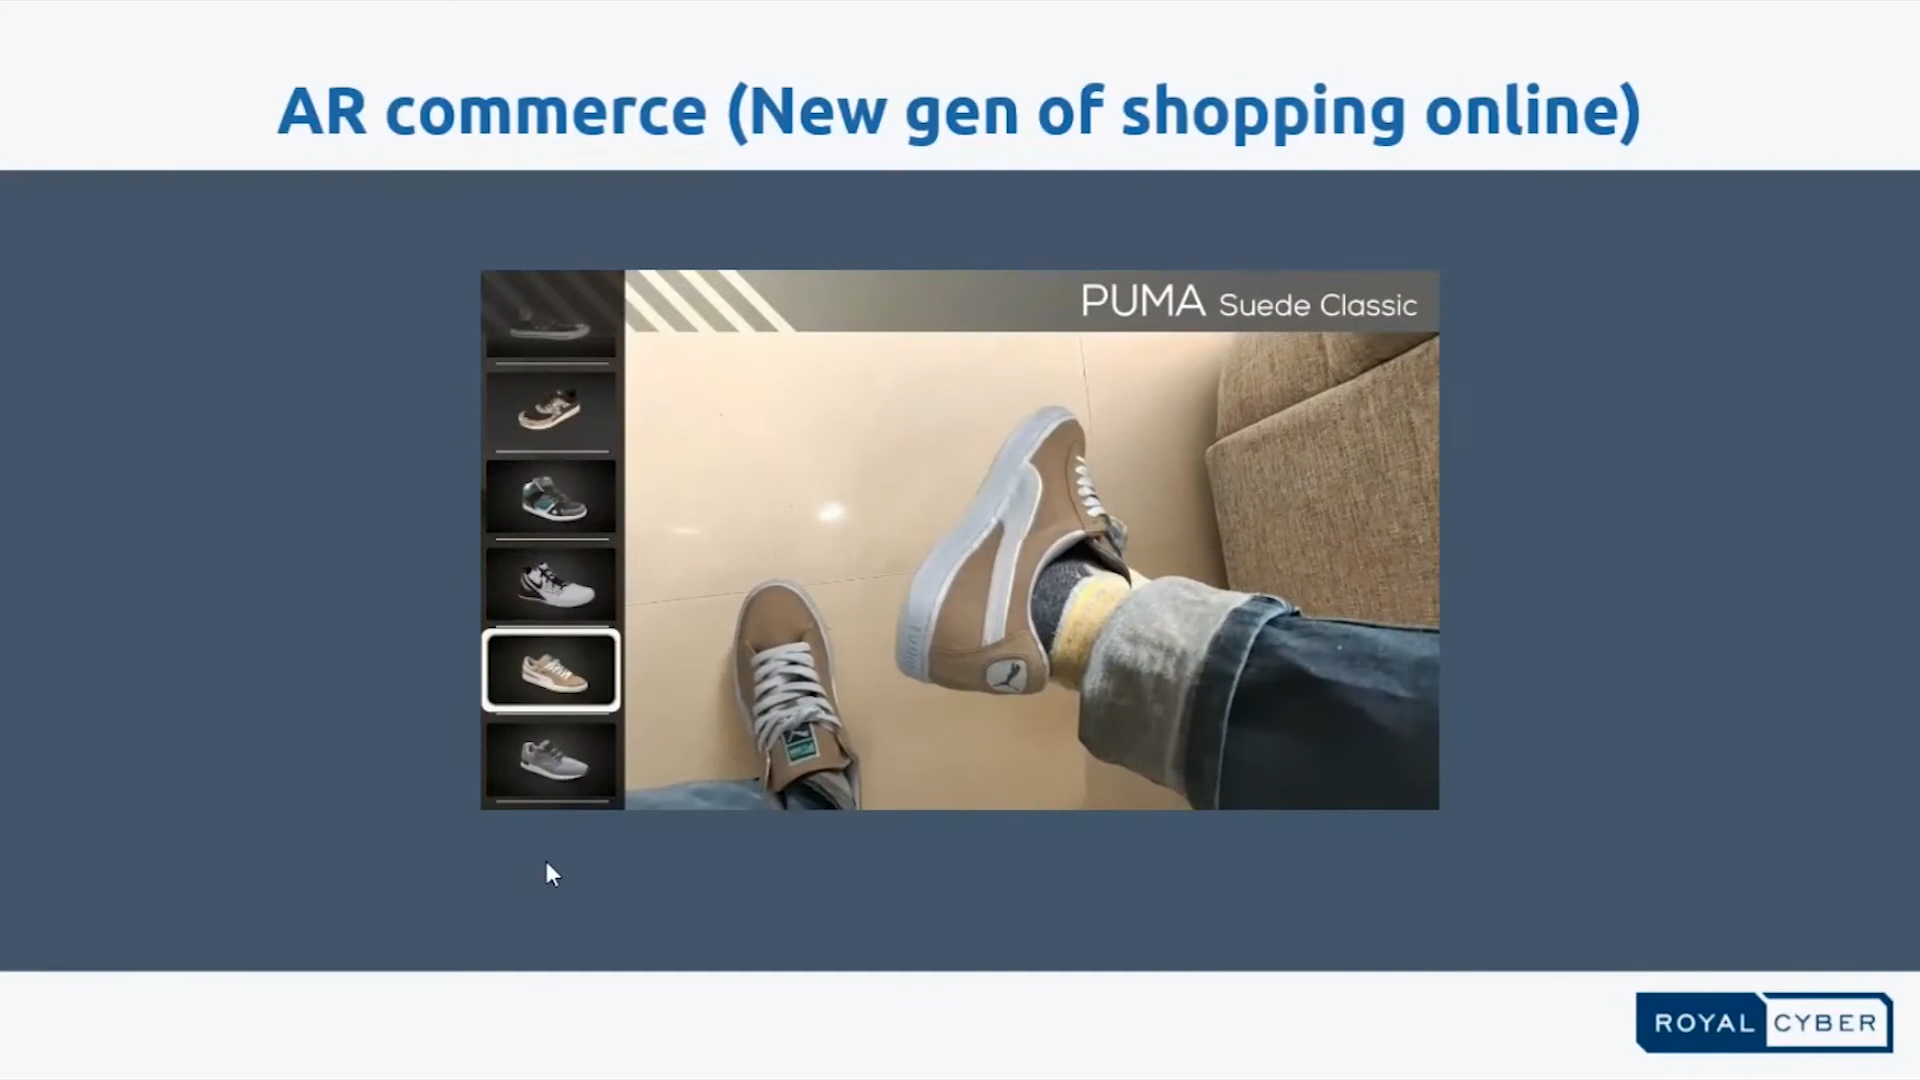 AR commerce (New gen of shopping online)
PUMA Suede Classic
ROYAL CYBER